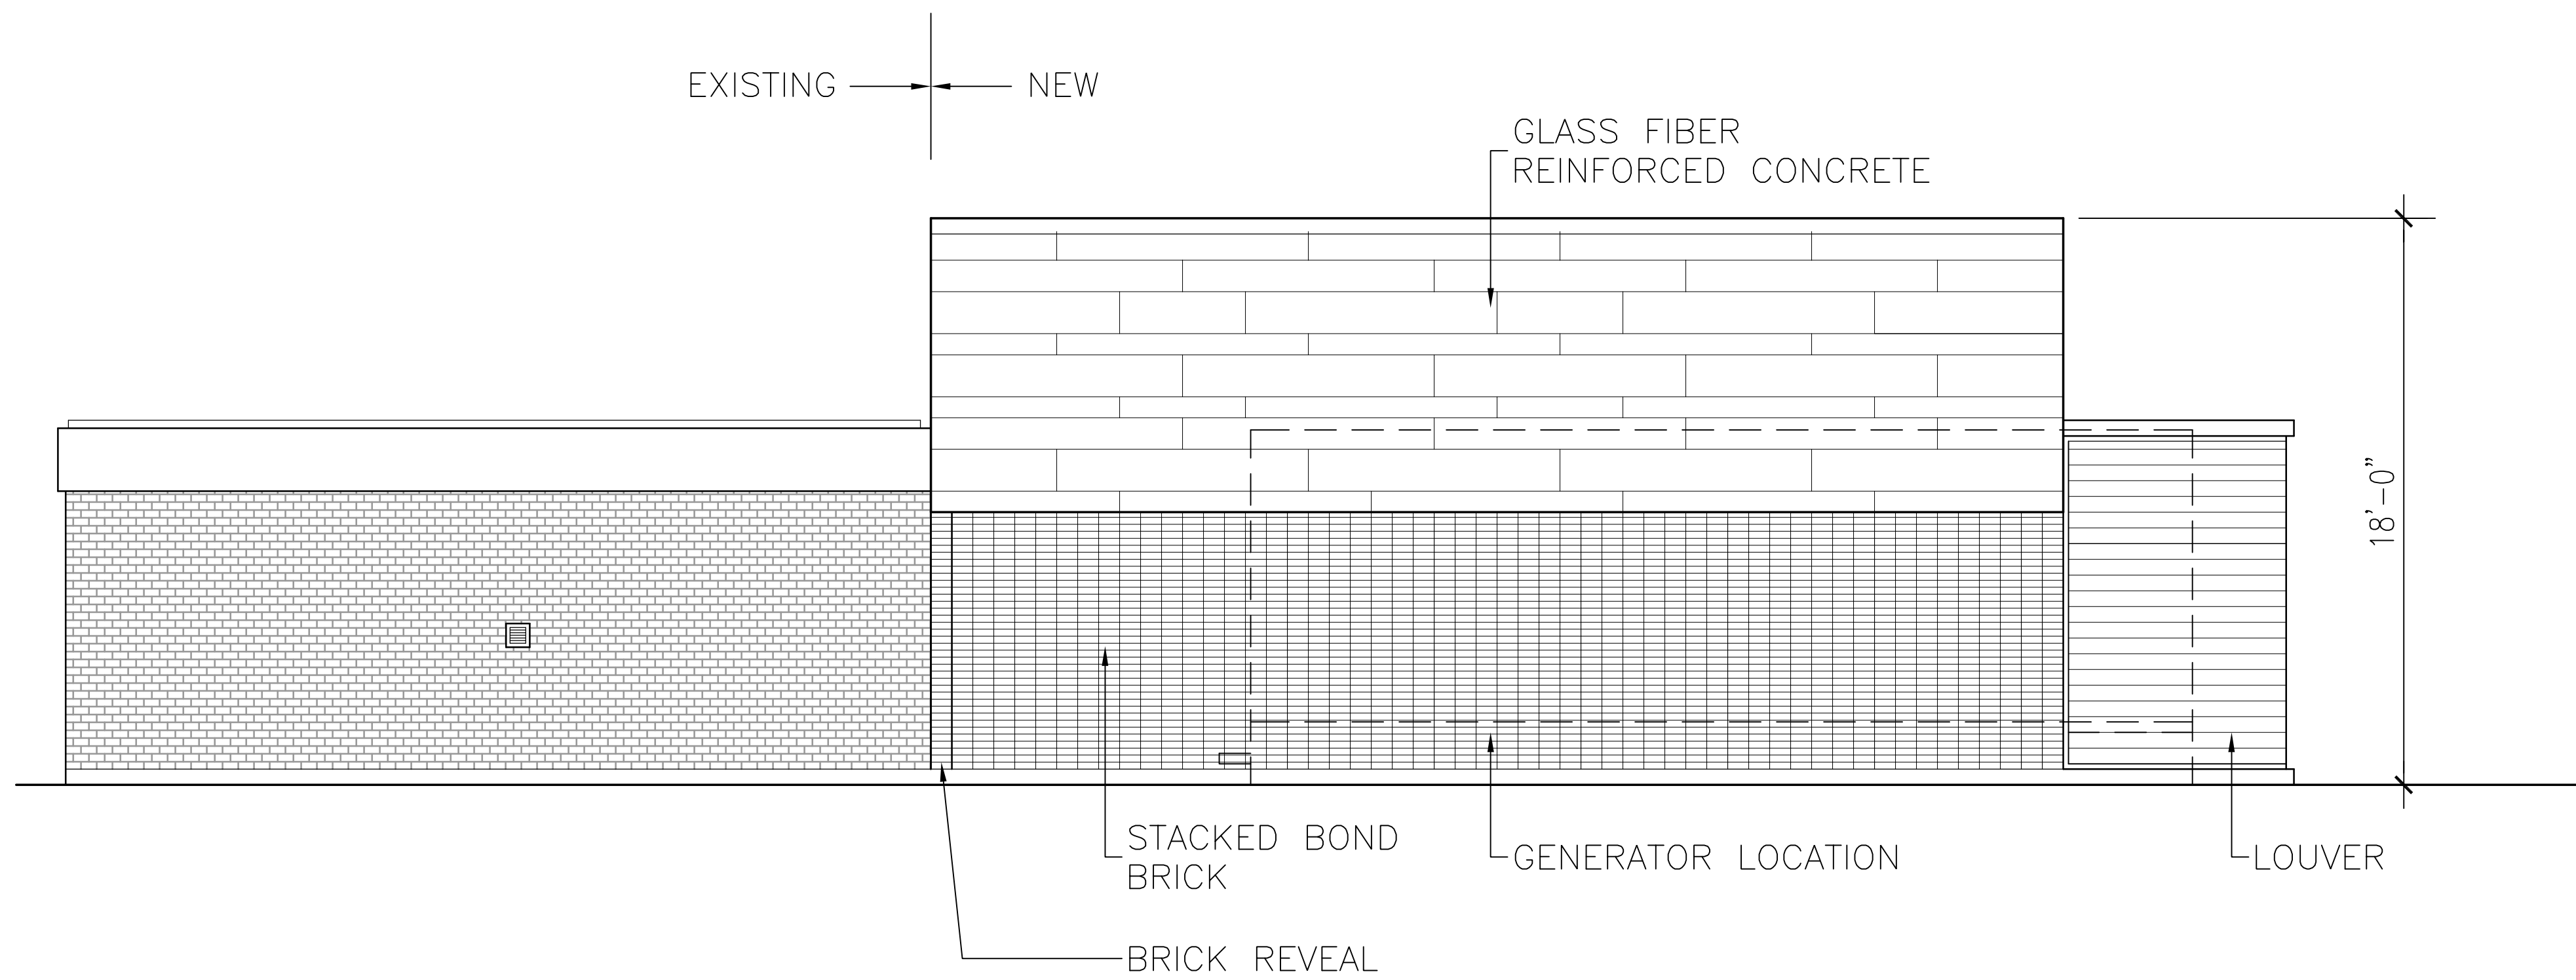 EXISTING
NEW
GLASS FIBER
REINFORCED CONCRETE
18'-0"
STACKED BOND
BRICK
GENERATOR LOCATION
LOUVER
BRICK REVEAL